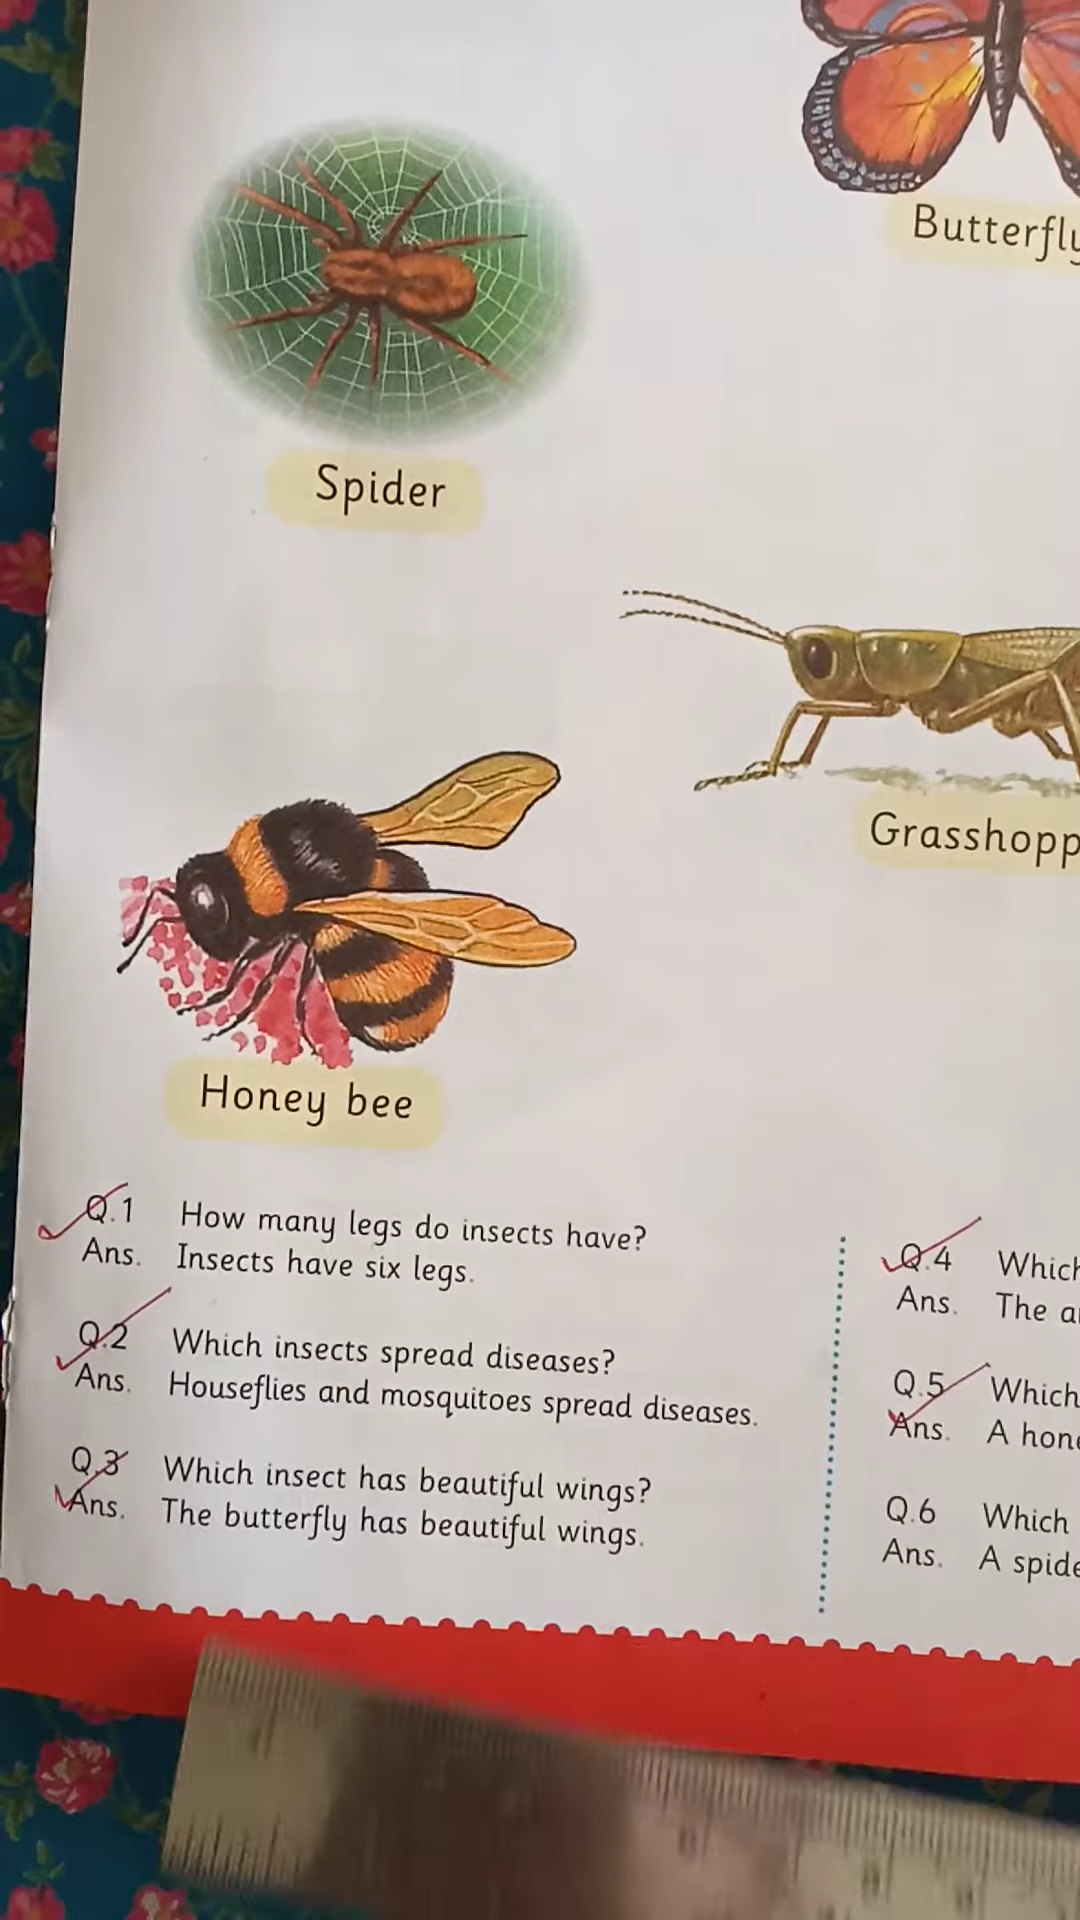 Butterfly
Spider
Honey bee
Q.1 How many legs do insects have?
Ans. Insects have six legs.
Q.2 Which insects spread diseases?
Ans. Houseflies and mosquitoes spread diseases.
Q.3 Which insect has beautiful wings?
Ans. The butterfly has beautiful wings.
Q.4 Which
Ans. The
Q.5 Which
Ans. A
Q.6 Which
Ans. A